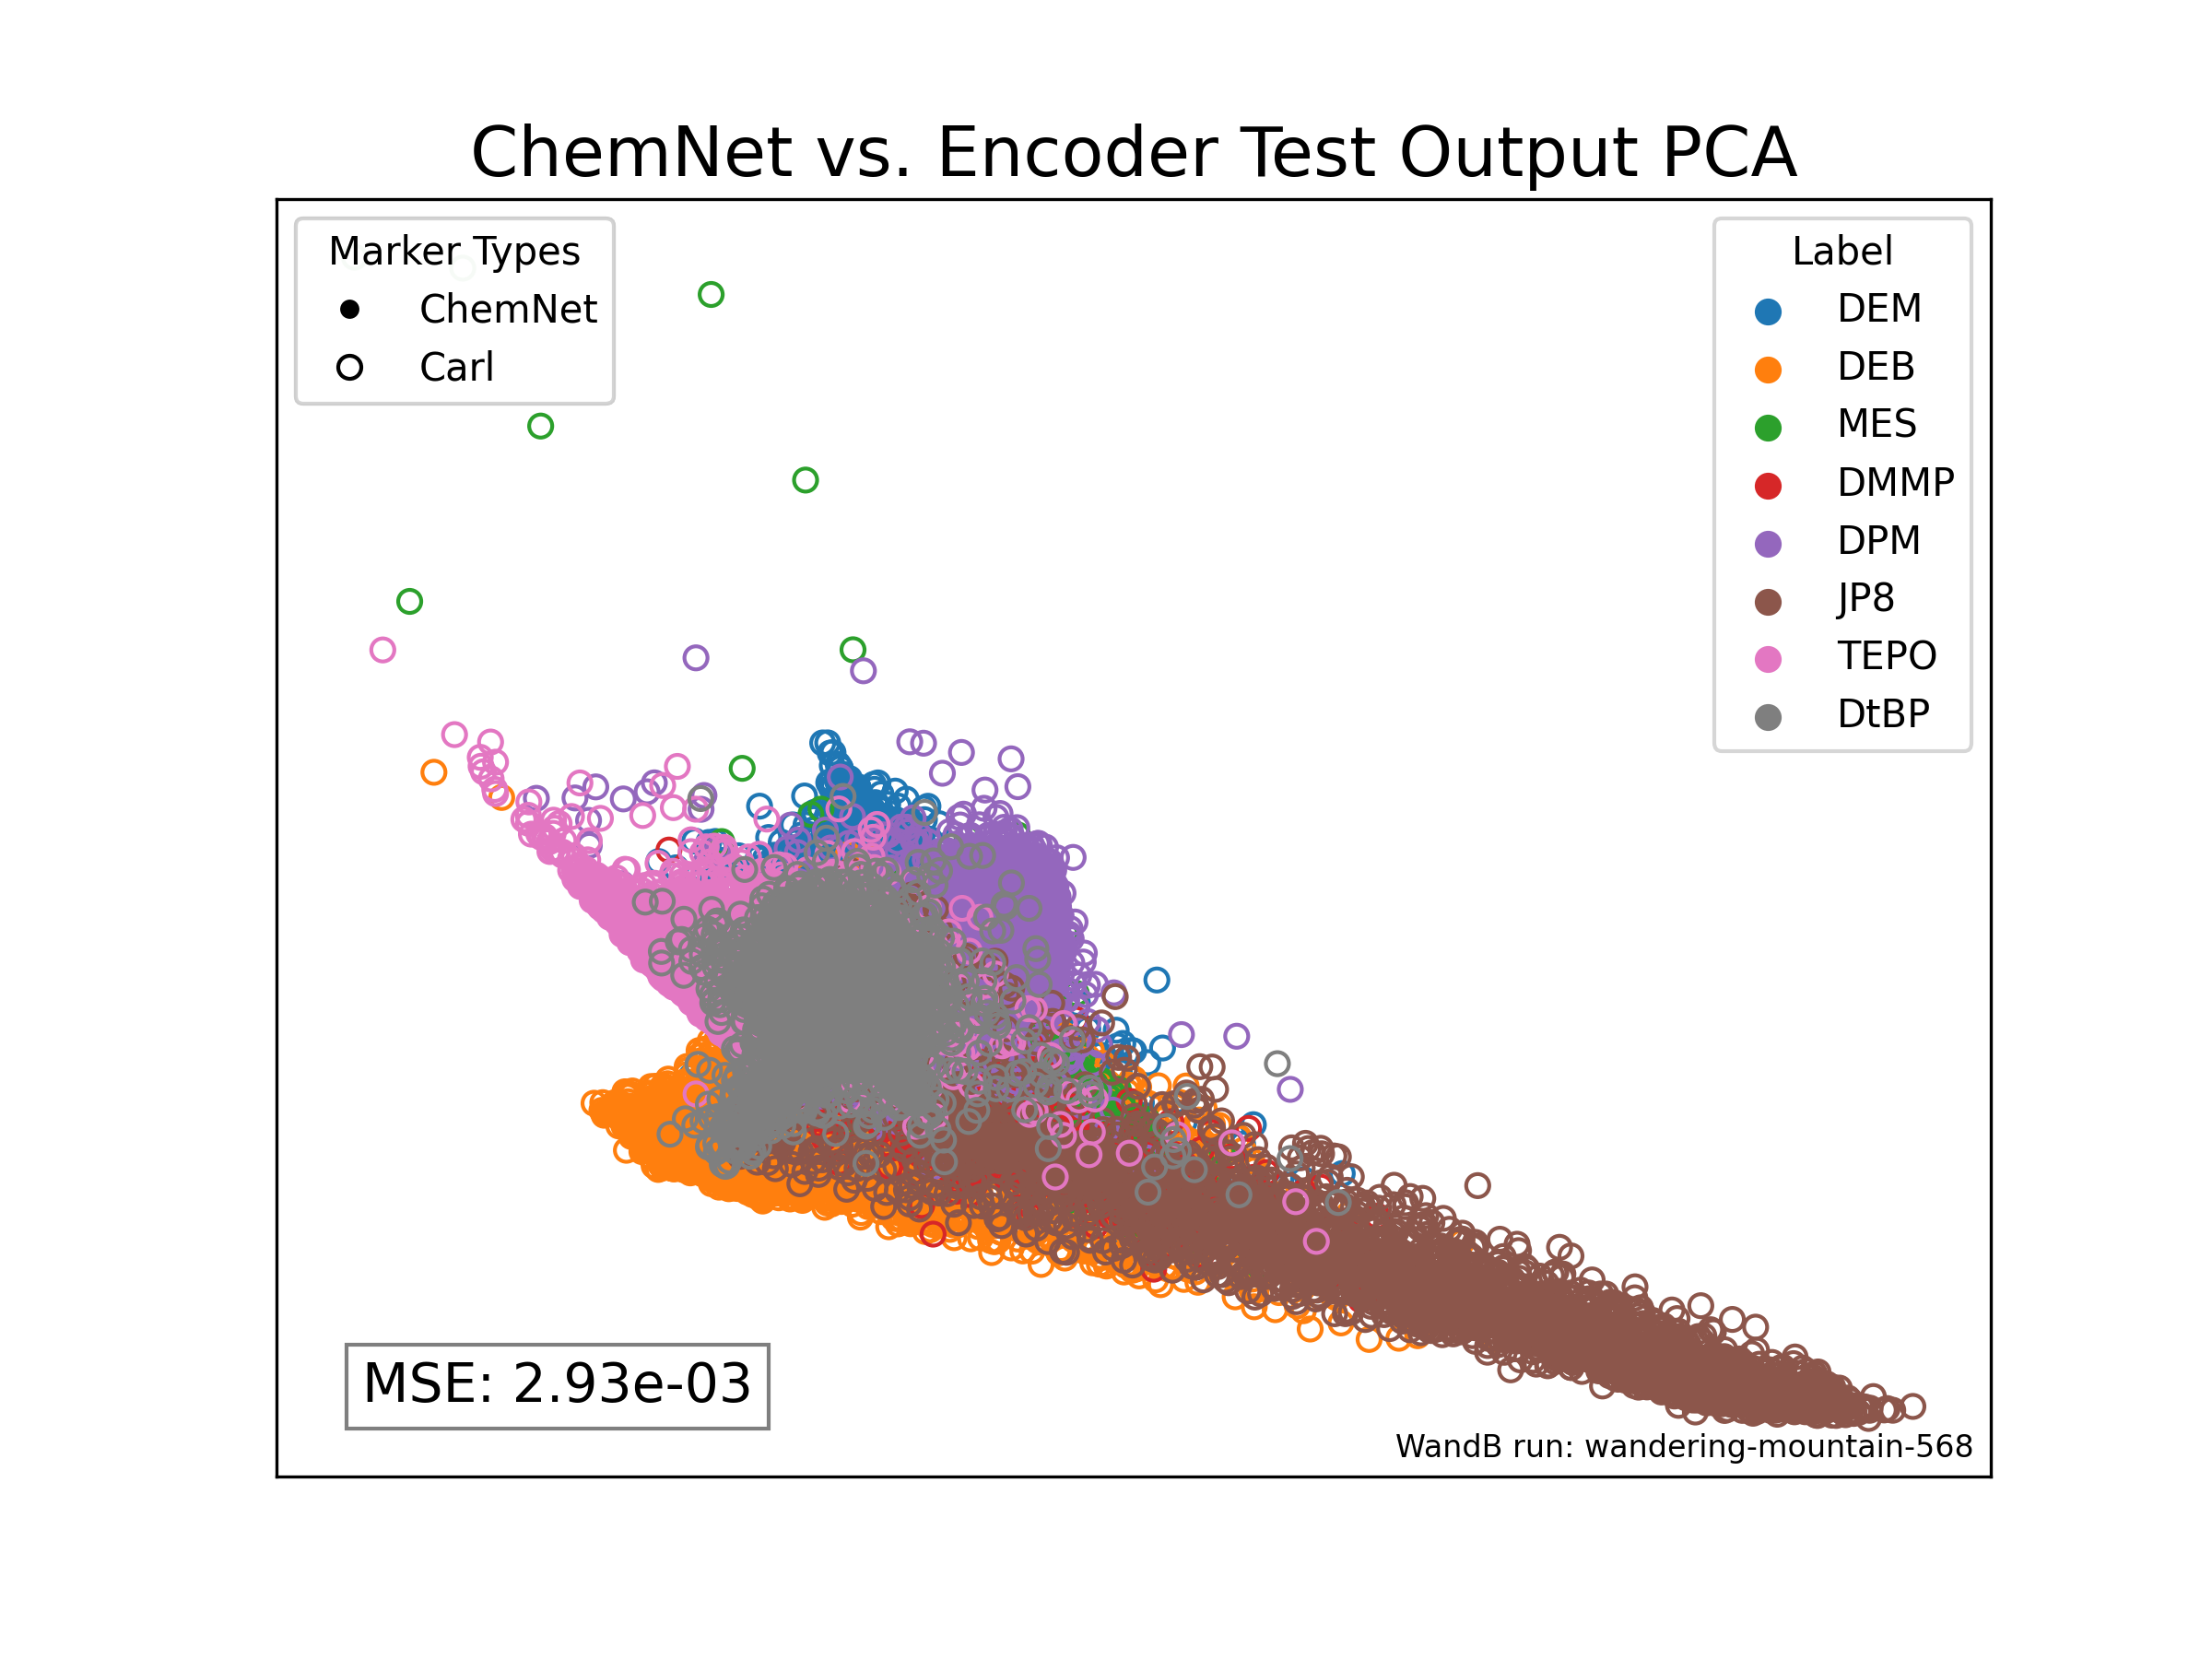 ChemNet vs. Encoder Test Output PCA
Marker Types
ChemNet
Carl
Label
DEM
DEB
MES
DMMP
DPM
JP8
TEPO
DtBP
MSE: 2.93e-03
WandB run: wandering-mountain-568